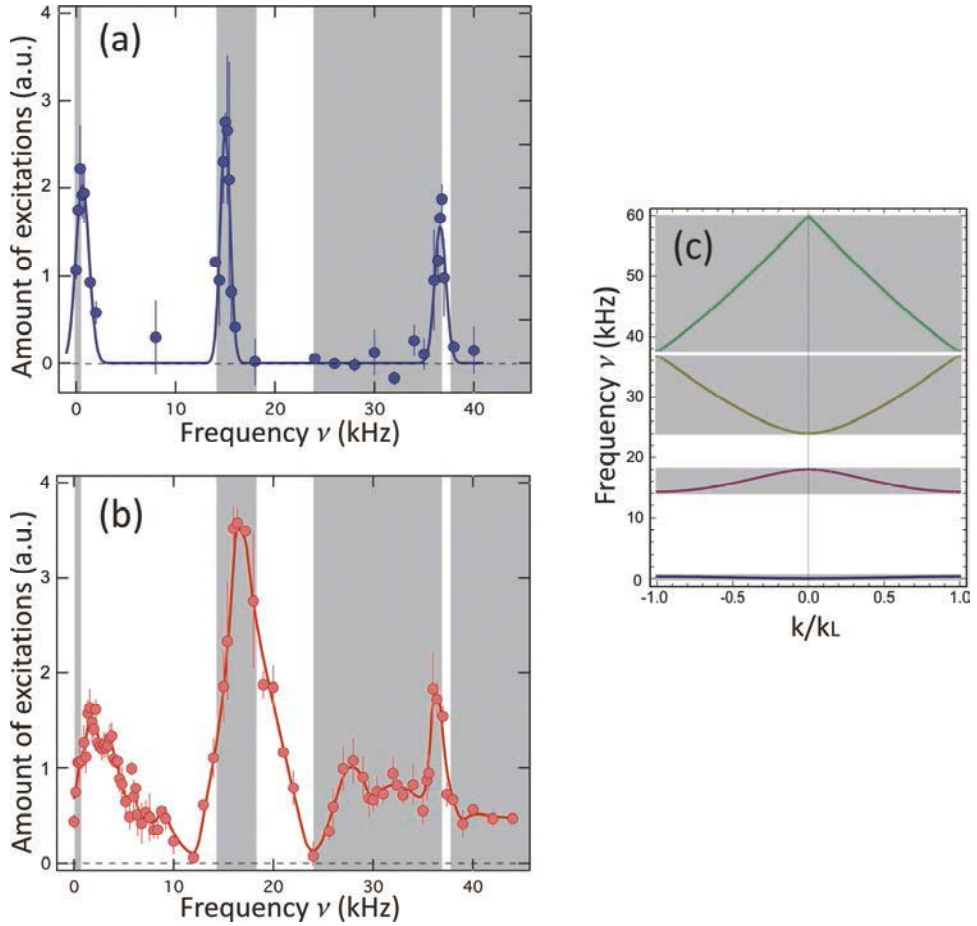 (a)
Amount of excitations (a.u.)
4
3
2
1
0
0 10 20 30 40
Frequency ν (kHz)
(b)
Amount of excitations (a.u.)
4
3
2
1
0
0 10 20 30 40
Frequency ν (kHz)
(c)
Frequency ν (kHz)
60
50
40
30
20
10
0
-1.0 -0.5 0.0 0.5 1.0
k/kL